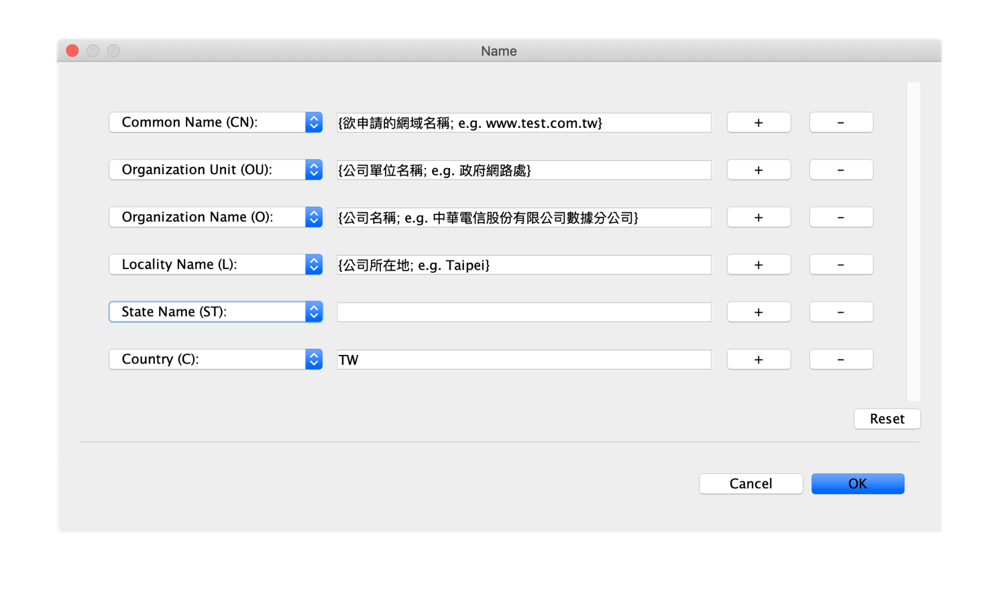 Name
Common Name (CN): {欲申請的網域名稱; e.g. www.test.com.tw} + -
Organization Unit (OU): {公司單位名稱; e.g. 政府網路處} + -
Organization Name (O): {公司名稱; e.g. 中華電信股份有限公司數據分公司} + -
Locality Name (L): {公司所在地; e.g. Taipei} + -
State Name (ST): + -
Country (C): TW + -
Reset
Cancel OK